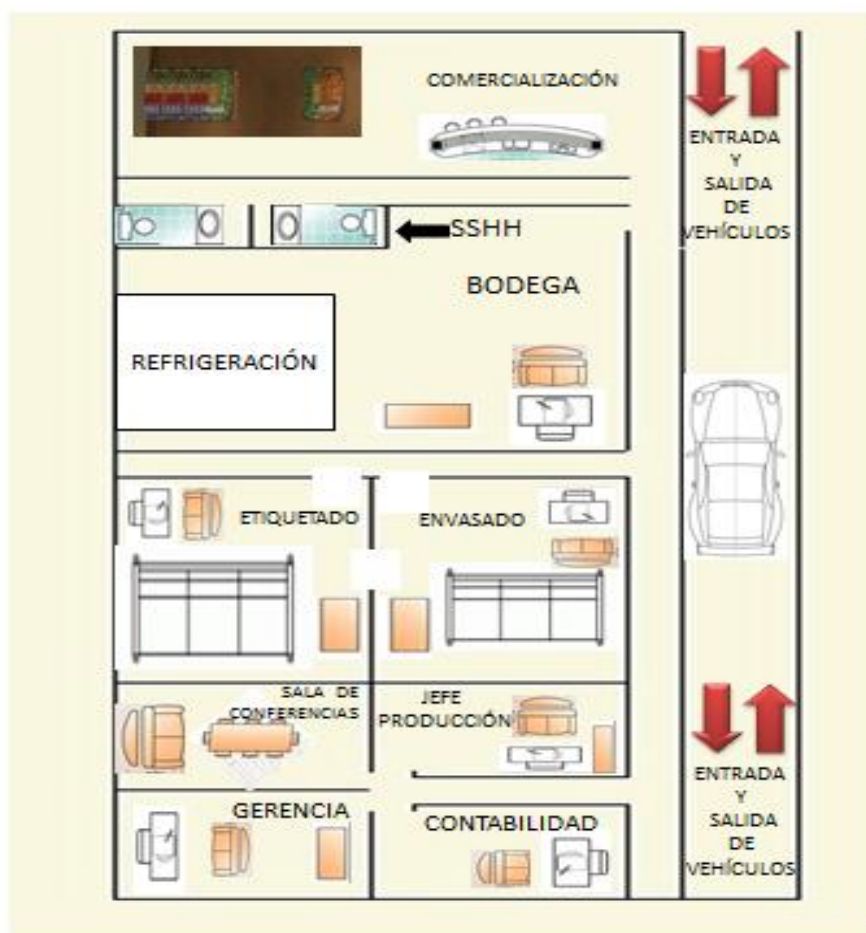 COMERCIALIZACIÓN
ENTRADA
Y
SALIDA
DE
VEHÍCULOS
SSHH
BODEGA
REFRIGERACIÓN
ETIQUETADO
ENVASADO
SALA DE
CONFERENCIAS
JEFE
PRODUCCIÓN
GERENCIA
CONTABILIDAD
ENTRADA
Y
SALIDA
DE
VEHÍCULOS